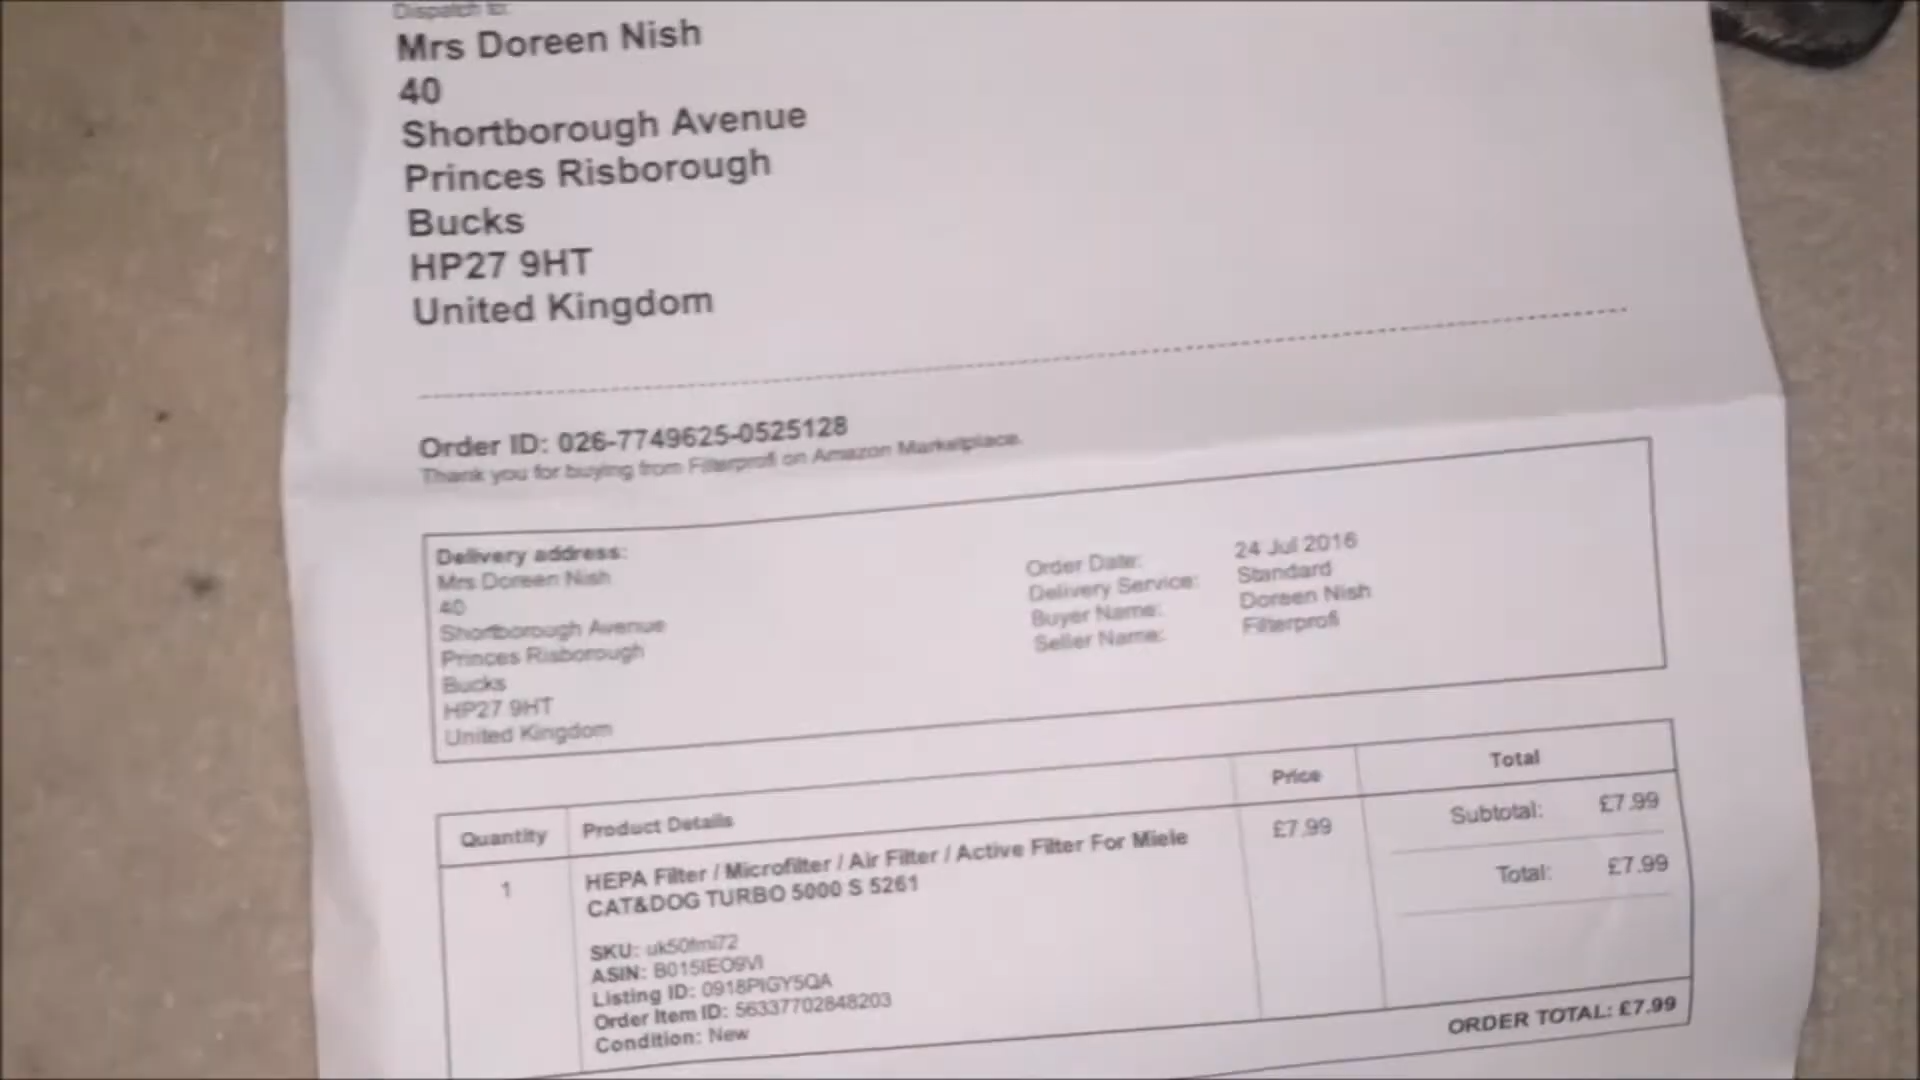 Dispatch to:
Mrs Doreen Nish
40
Shortborough Avenue
Princes Risborough
Bucks
HP27 9HT
United Kingdom
Order ID: 026-7749625-0525128
Thank you for buying from Filterprofi on Amazon Marketplace.
Delivery address:
Mrs Doreen Nish
40
Shortborough Avenue
Princes Risborough
Bucks
HP27 9HT
United Kingdom
Order Date: 24 Jul 2016
Delivery Service: Standard
Buyer Name: Doreen Nish
Seller Name: Filterprofi
Quantity Product Details Price Total
1 HEPA Filter / Microfilter / Air Filter / Active Filter For Miele £7.99 Subtotal: £7.99
CAT&DOG TURBO 5000 S 5261
Total: £7.99
SKU: uk50fmi72
ASIN: B015IEO9VI
Listing ID: 0918PIGY5QA
Order Item ID: 56337702848203
Condition: New
ORDER TOTAL: £7.99